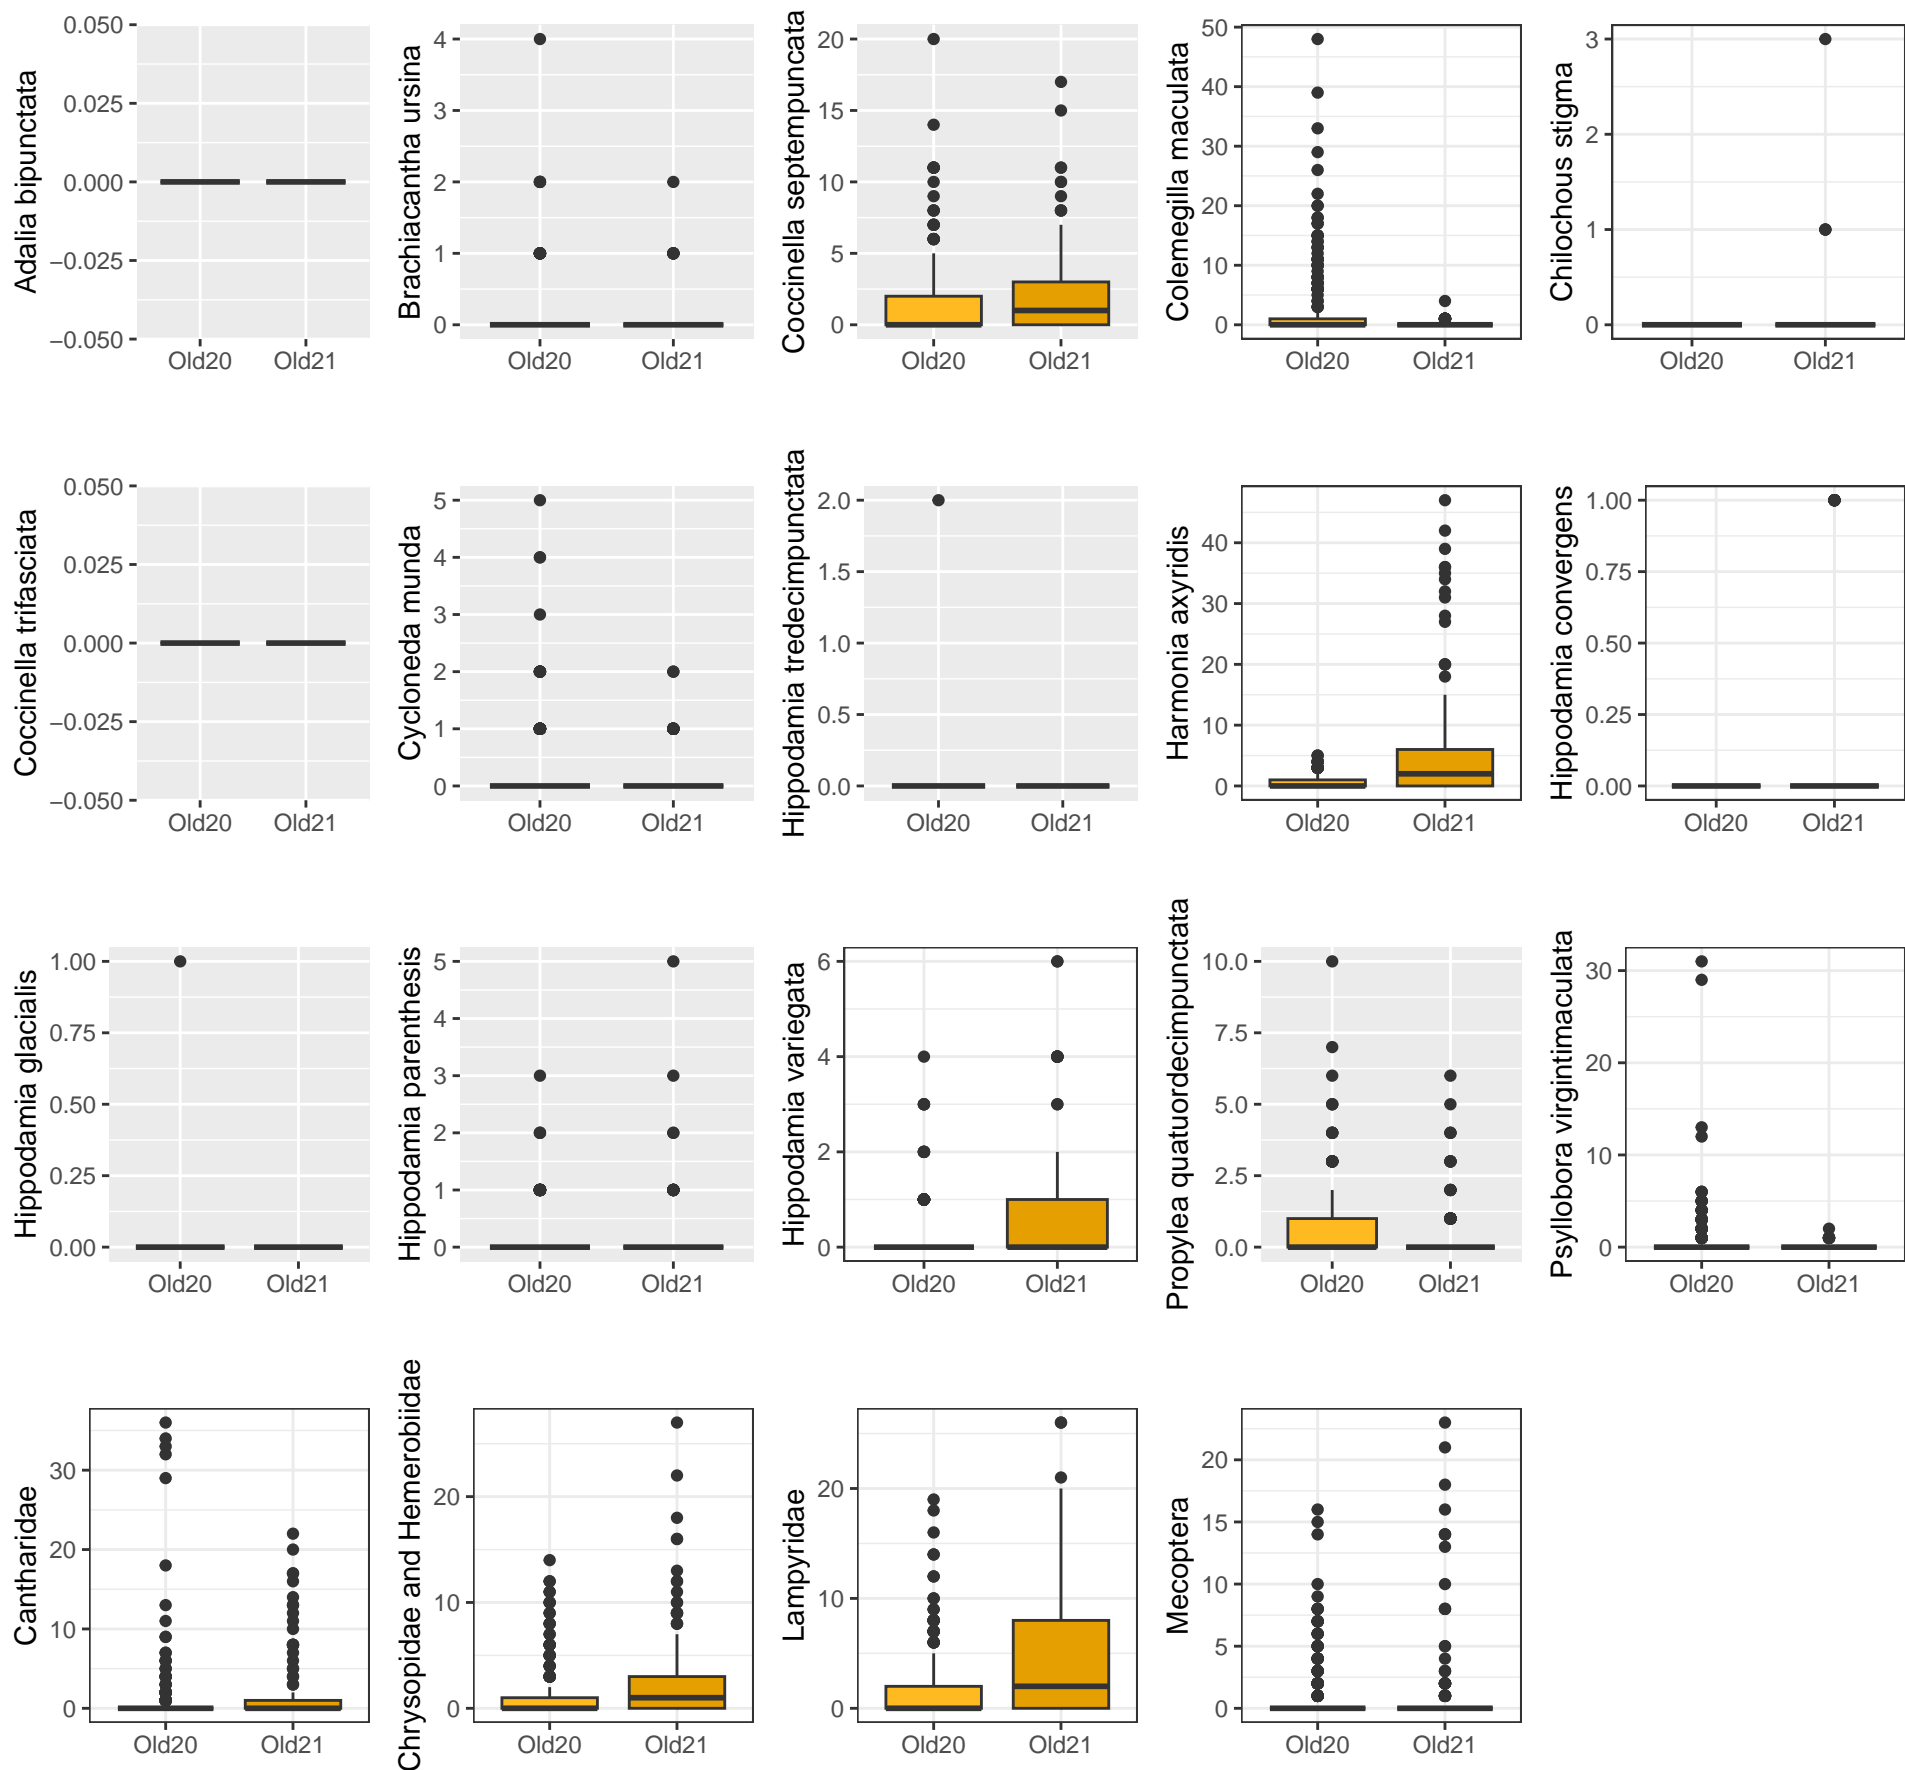 Adalia bipunctata
0.050
0.025
0.000
−0.025
−0.050
Old20 Old21
Brachiacantha ursina
4
3
2
1
0
Old20 Old21
Coccinella septempuncata
20
15
10
5
0
Old20 Old21
Colemegilla maculata
50
40
30
20
10
0
Old20 Old21
Chilochous stigma
3
2
1
0
Old20 Old21
Coccinella trifasciata
0.050
0.025
0.000
−0.025
−0.050
Old20 Old21
Cycloneda munda
5
4
3
2
1
0
Old20 Old21
Hippodamia tredecimpunctata
2.0
1.5
1.0
0.5
0.0
Old20 Old21
Harmonia axyridis
40
30
20
10
0
Old20 Old21
Hippodamia convergens
1.00
0.75
0.50
0.25
0.00
Old20 Old21
Hippodamia glacialis
1.00
0.75
0.50
0.25
0.00
Old20 Old21
Hippodamia parenthesis
5
4
3
2
1
0
Old20 Old21
Hippodamia variegata
6
4
2
0
Old20 Old21
Propylea quatuordecimpunctata
10.0
7.5
5.0
2.5
0.0
Old20 Old21
Psyllobora virgintimaculata
30
20
10
0
Old20 Old21
Cantharidae
30
20
10
0
Old20 Old21
Chrysopidae and Hemerobiidae
20
10
0
Old20 Old21
Lampyridae
20
10
0
Old20 Old21
Mecoptera
20
15
10
5
0
Old20 Old21